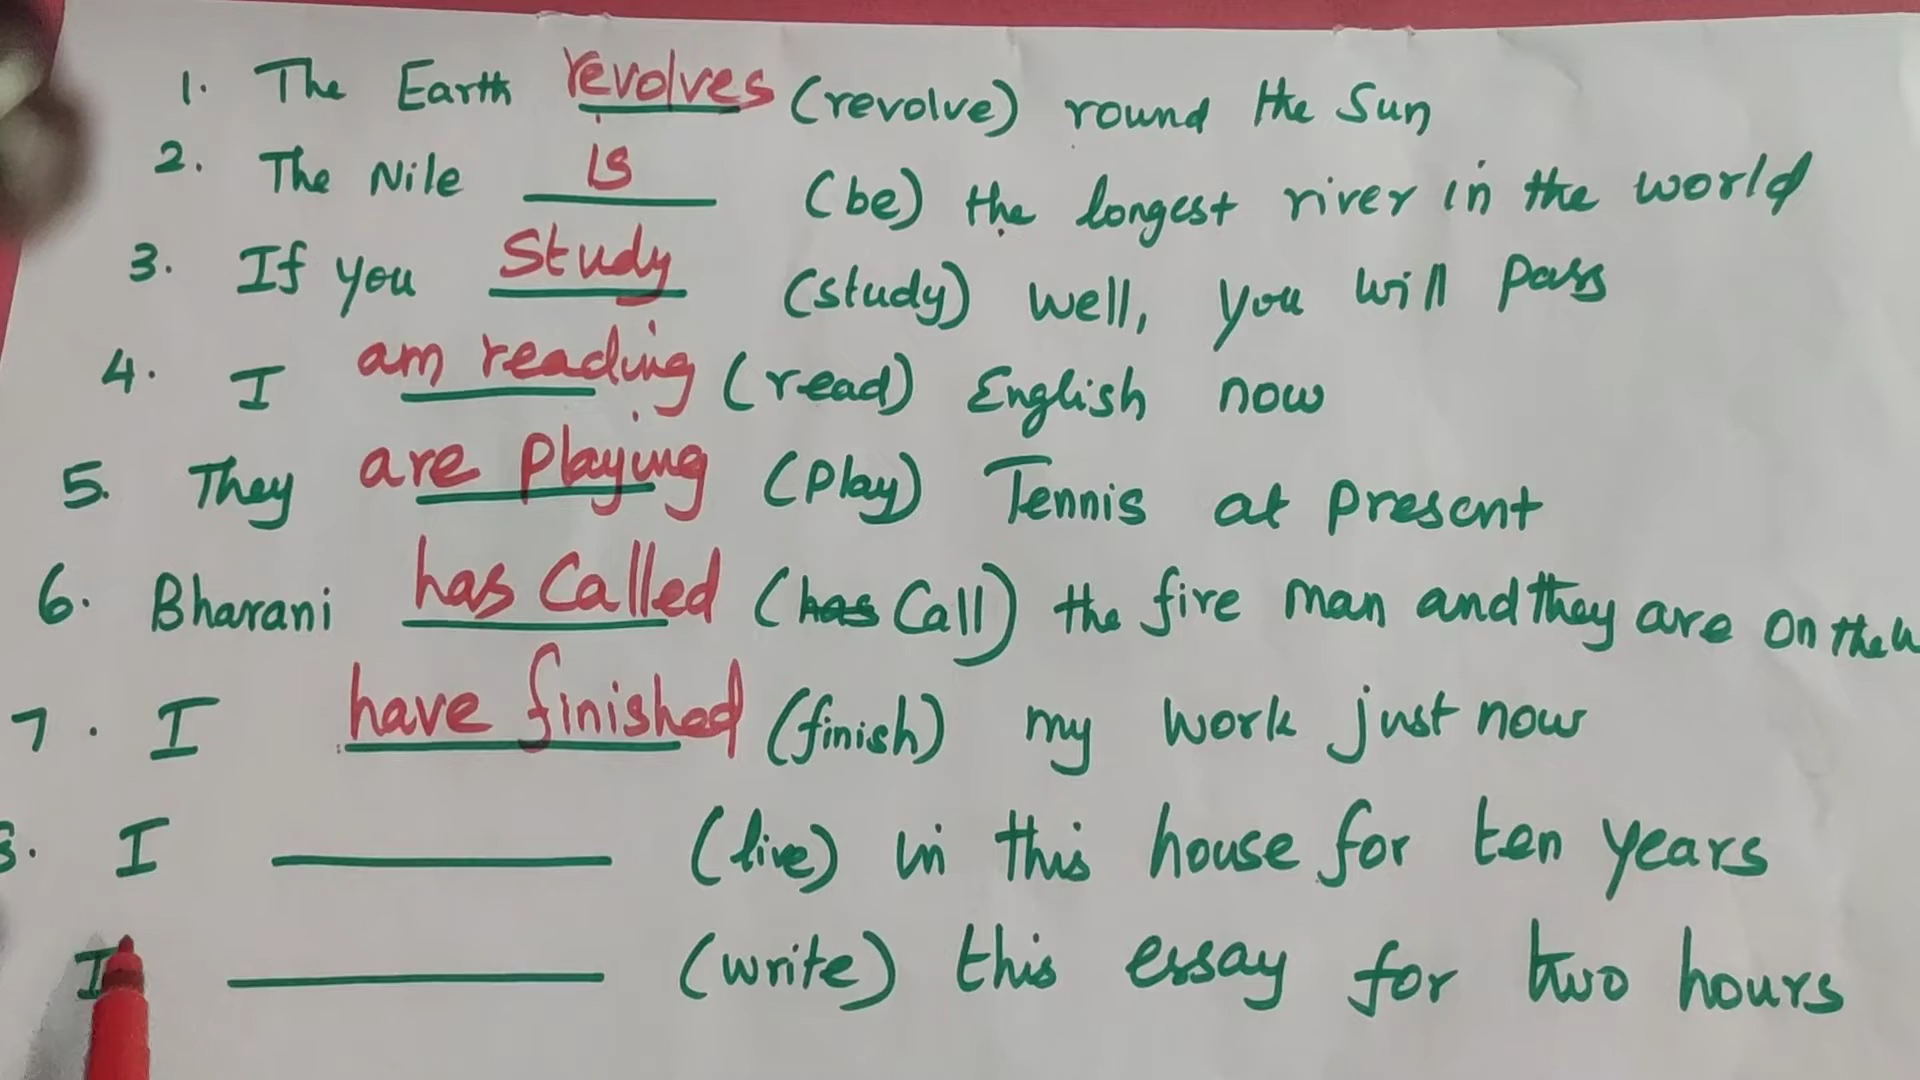 1. The Earth revolves (revolve) round the Sun
2. The Nile is (be) the longest river in the world
3. If you study (study) well, you will pass
4. I am reading (read) English now
5. They are playing (play) Tennis at present
6. Bharani has called (has call) the fire man and they are on the
7. I have finished (finish) my work just now
8. I ______ (live) in this house for ten years
I ______ (write) this essay for two hours